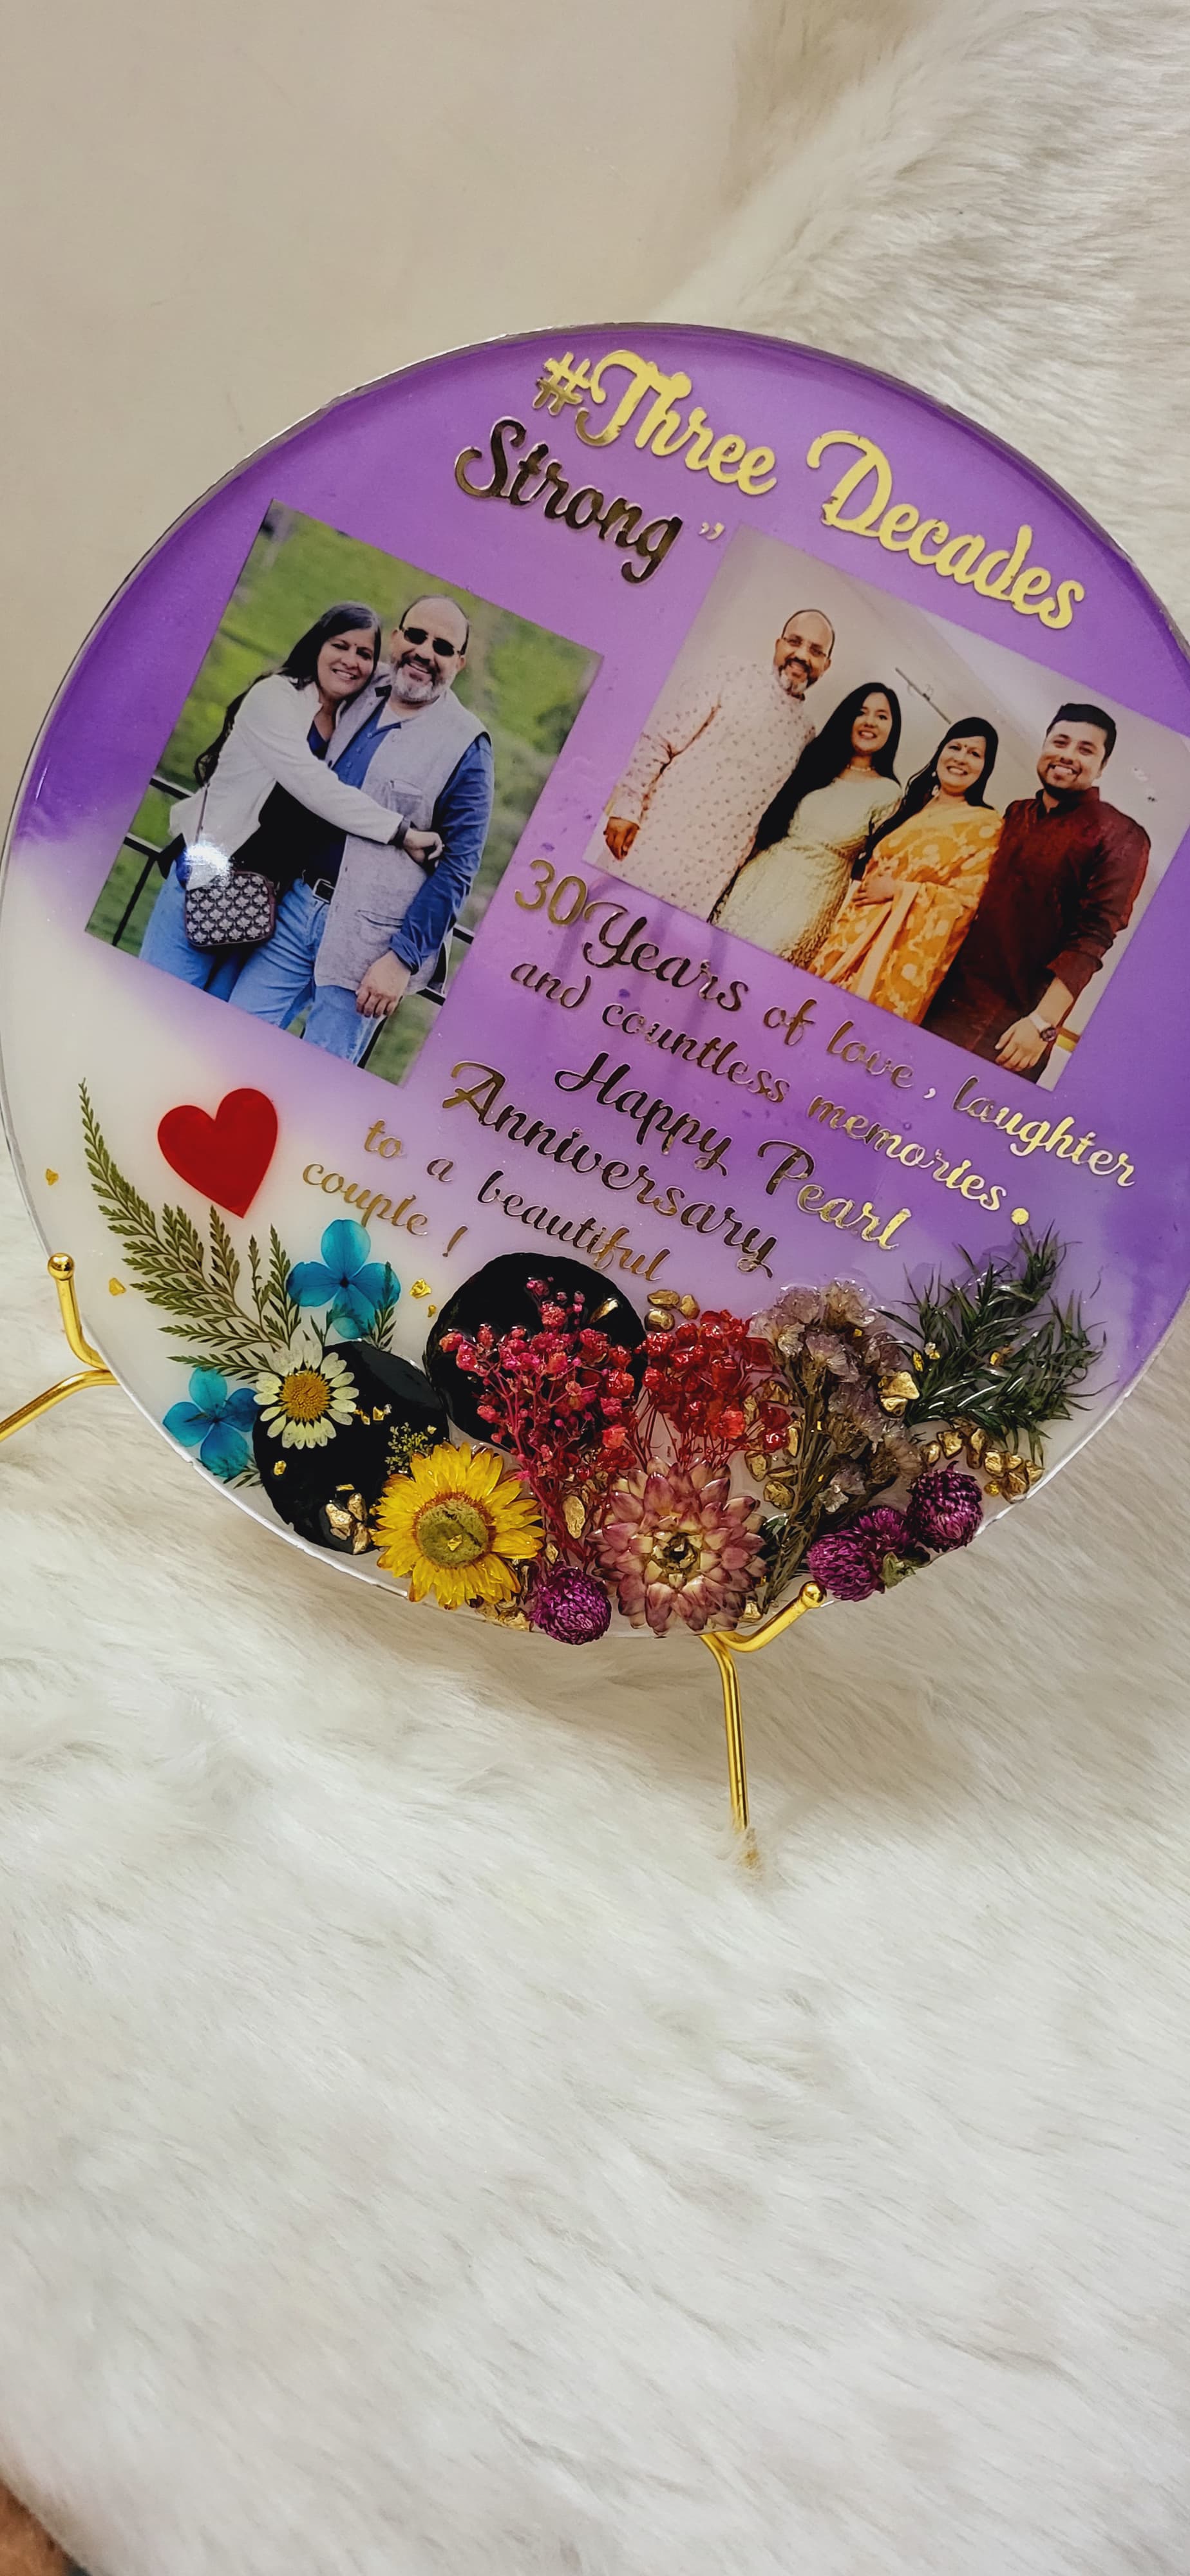 #Three Decades
Strong”
30 Years of love, laughter
and countless memories.
Happy Pearl
Anniversary
to a beautiful
couple !